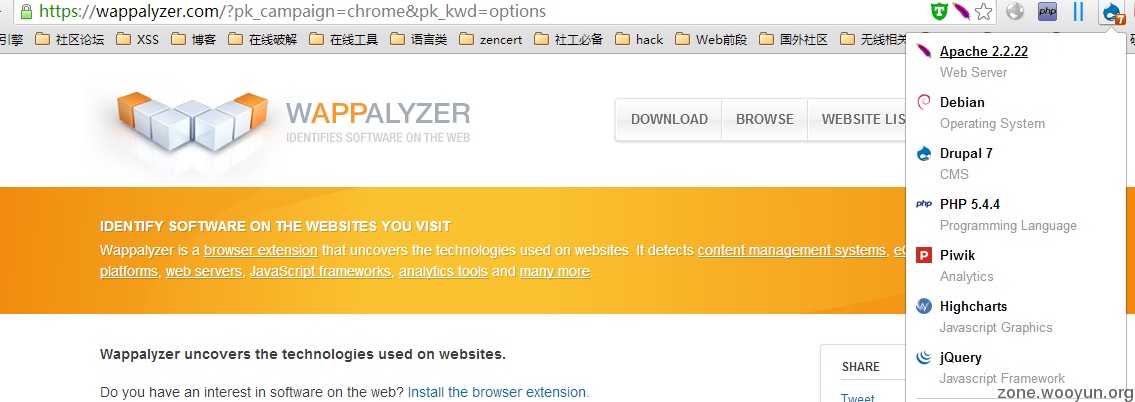 https://wappalyzer.com/?pk_campaign=chrome&pk_kwd=options
引擎 社区论坛 XSS 博客 在线破解 在线工具 语言类 zencert 社工必备 hack Web前段 国外社区 无线相关
WAPPALYZER
IDENTIFIES SOFTWARE ON THE WEB
DOWNLOAD BROWSE WEBSITE LIS
IDENTIFY SOFTWARE ON THE WEBSITES YOU VISIT
Wappalyzer is a browser extension that uncovers the technologies used on websites. It detects content management systems, eC
platforms, web servers, JavaScript frameworks, analytics tools and many more.
Wappalyzer uncovers the technologies used on websites.
Do you have an interest in software on the web? Install the browser extension.
SHARE
Tweet
php
7
Apache 2.2.22
Web Server
Debian
Operating System
Drupal 7
CMS
php PHP 5.4.4
Programming Language
P Piwik
Analytics
Highcharts
Javascript Graphics
jQuery
Javascript Framework
zone.wooyun.org